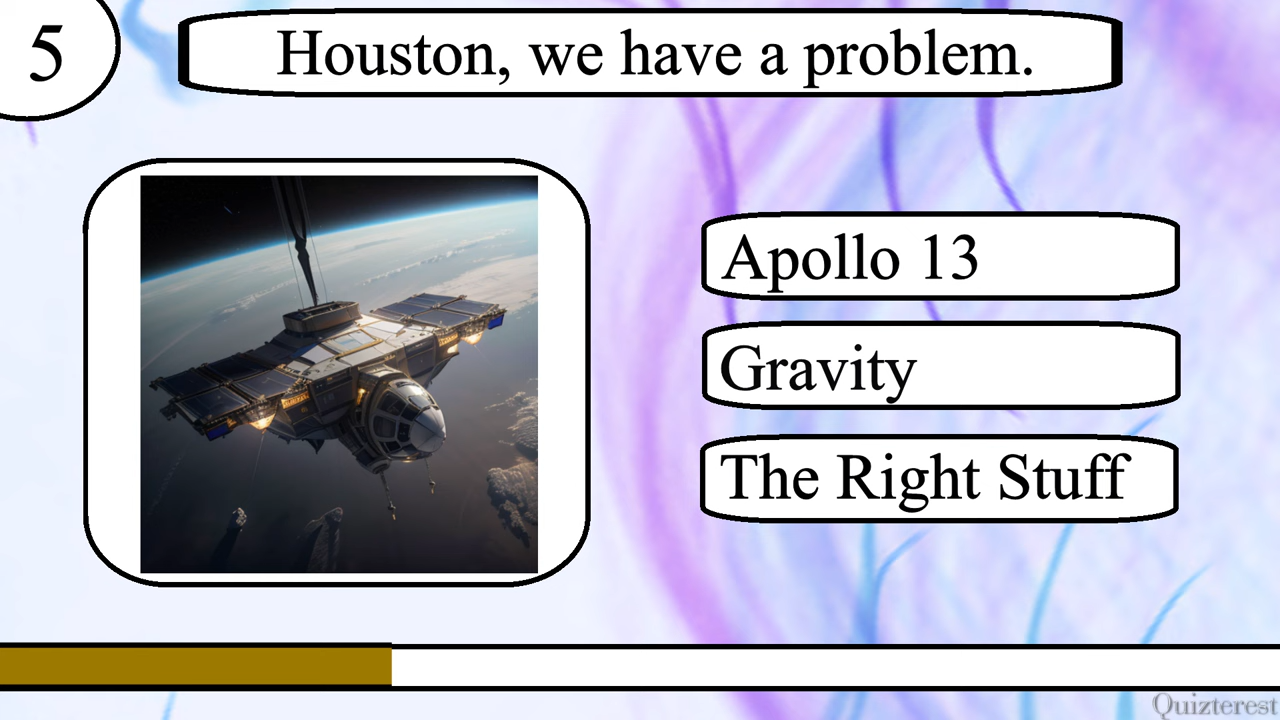 5
Houston, we have a problem.
Apollo 13
Gravity
The Right Stuff
Quizterest